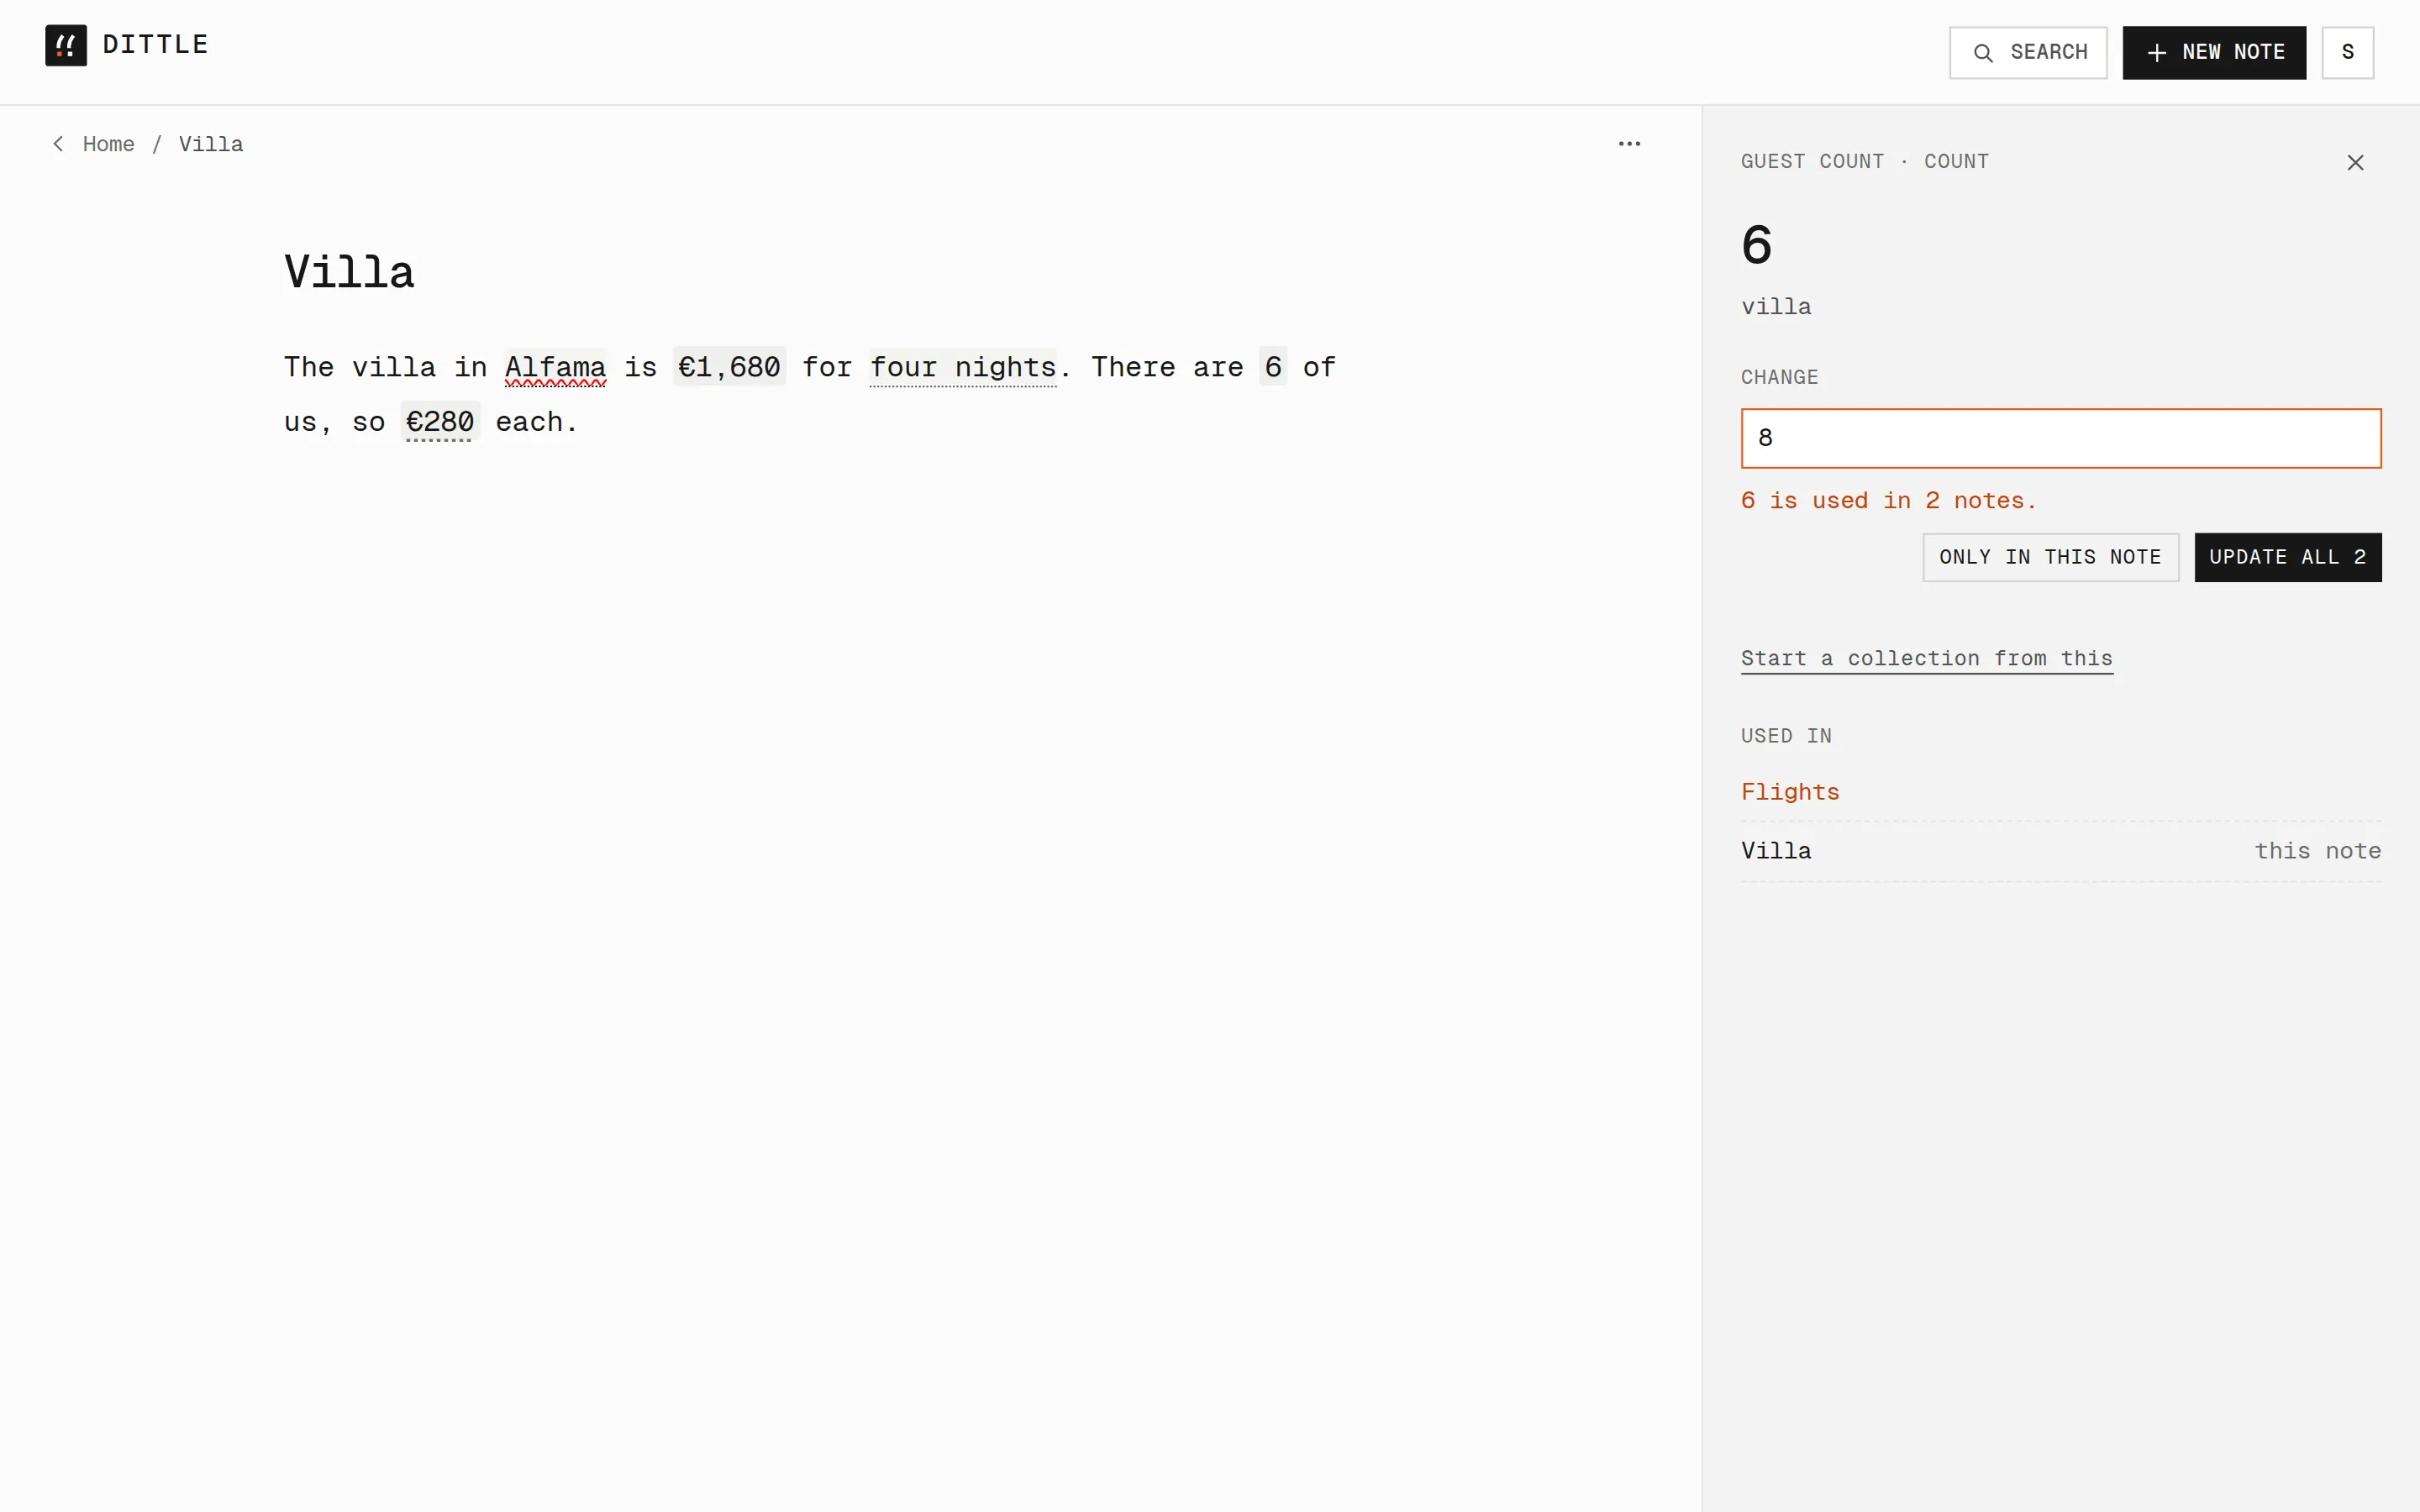 DITTLE
SEARCH
NEW NOTE
S
Home / Villa
Villa
The villa in Alfama is €1,680 for four nights. There are 6 of
us, so €280 each.
GUEST COUNT · COUNT
6
villa
CHANGE
8
6 is used in 2 notes.
ONLY IN THIS NOTE
UPDATE ALL 2
Start a collection from this
USED IN
Flights
Villa this note